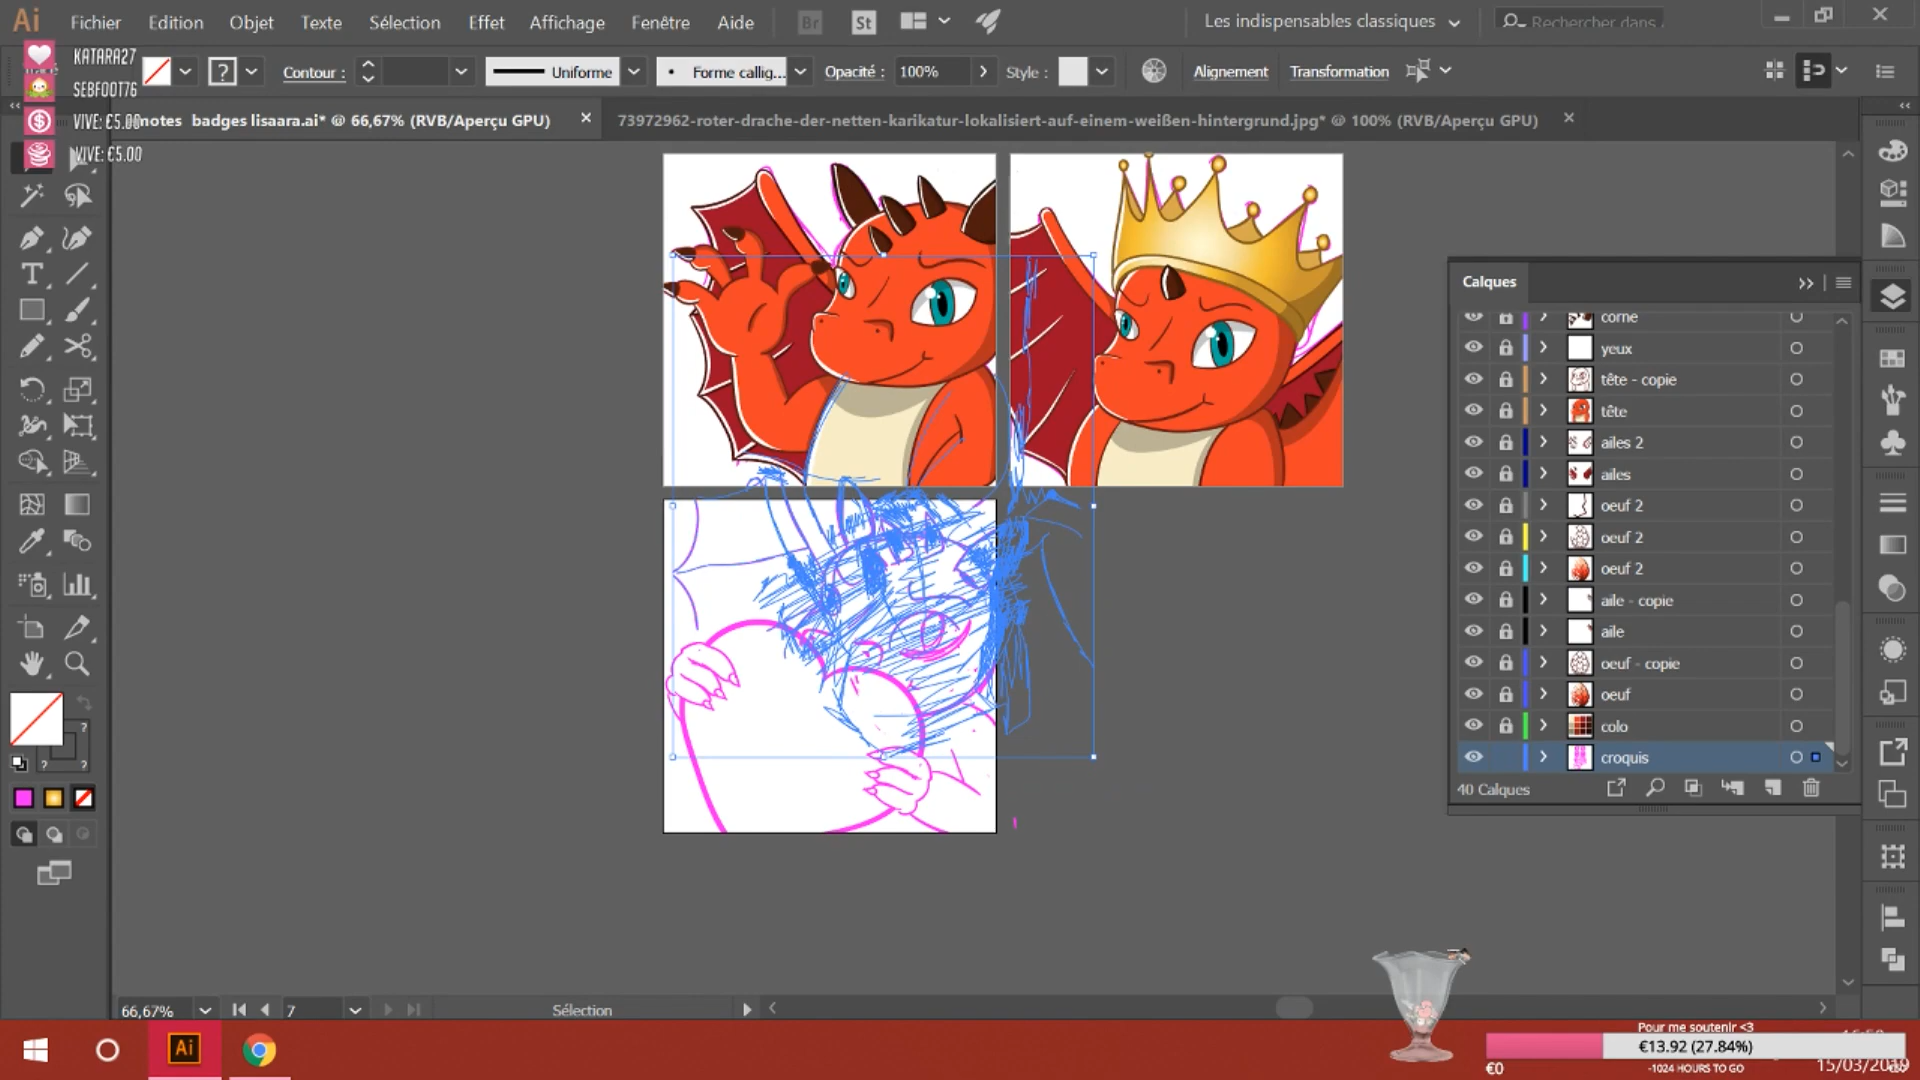 Ai Fichier Edition Objet Texte Sélection Effet Affichage Fenêtre Aide Br St Les indispensables classiques Rechercher dans
KATARA27 ? Contour : Uniforme Forme callig... Opacité : 100% Style : Alignement Transformation
SEBFOOT76
VIVE: €5.00 motes badges lisaara.ai* @ 66,67% (RVB/Aperçu GPU) 73972962-roter-drache-der-netten-karikatur-lokalisiert-auf-einem-weißen-hintergrund.jpg* @ 100% (RVB/Aperçu GPU)
VIVE: €5.00
Calques
corne
yeux
tête - copie
tête
ailes 2
ailes
oeuf 2
oeuf 2
oeuf 2
aile - copie
aile
oeuf - copie
oeuf
colo
croquis
40 Calques
66,67% 7 Sélection
Pour me soutenir <3
€13.92 (27.84%)
€0 -1024 HOURS TO GO
Ai 15/03/2019